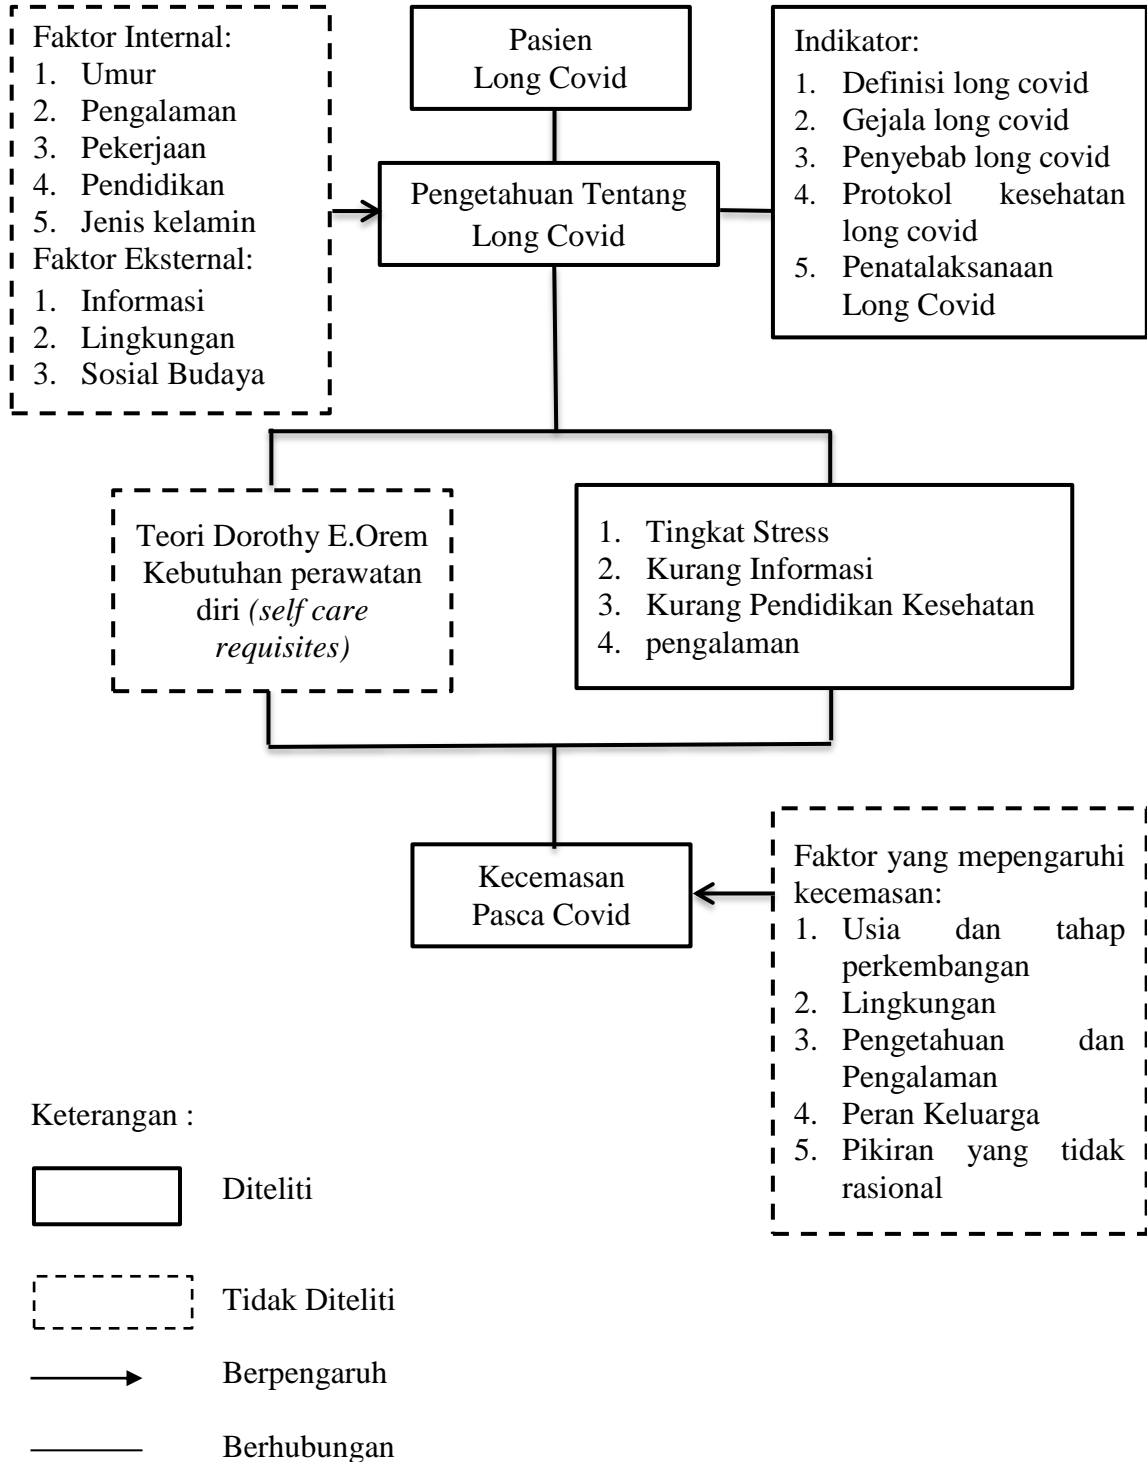 Faktor Internal:
1. Umur
2. Pengalaman
3. Pekerjaan
4. Pendidikan
5. Jenis kelamin
Faktor Eksternal:
1. Informasi
2. Lingkungan
3. Sosial Budaya
Pasien
Long Covid
Pengetahuan Tentang
Long Covid
Indikator:
1. Definisi long covid
2. Gejala long covid
3. Penyebab long covid
4. Protokol kesehatan
long covid
5. Penatalaksanaan
Long Covid
Teori Dorothy E.Orem
Kebutuhan perawatan
diri (self care
requisites)
1. Tingkat Stress
2. Kurang Informasi
3. Kurang Pendidikan Kesehatan
4. pengalaman
Kecemasan
Pasca Covid
Faktor yang mepengaruhi
kecemasan:
1. Usia dan tahap
perkembangan
2. Lingkungan
3. Pengetahuan dan
Pengalaman
4. Peran Keluarga
5. Pikiran yang tidak
rasional
Keterangan :
Diteliti
Tidak Diteliti
Berpengaruh
Berhubungan